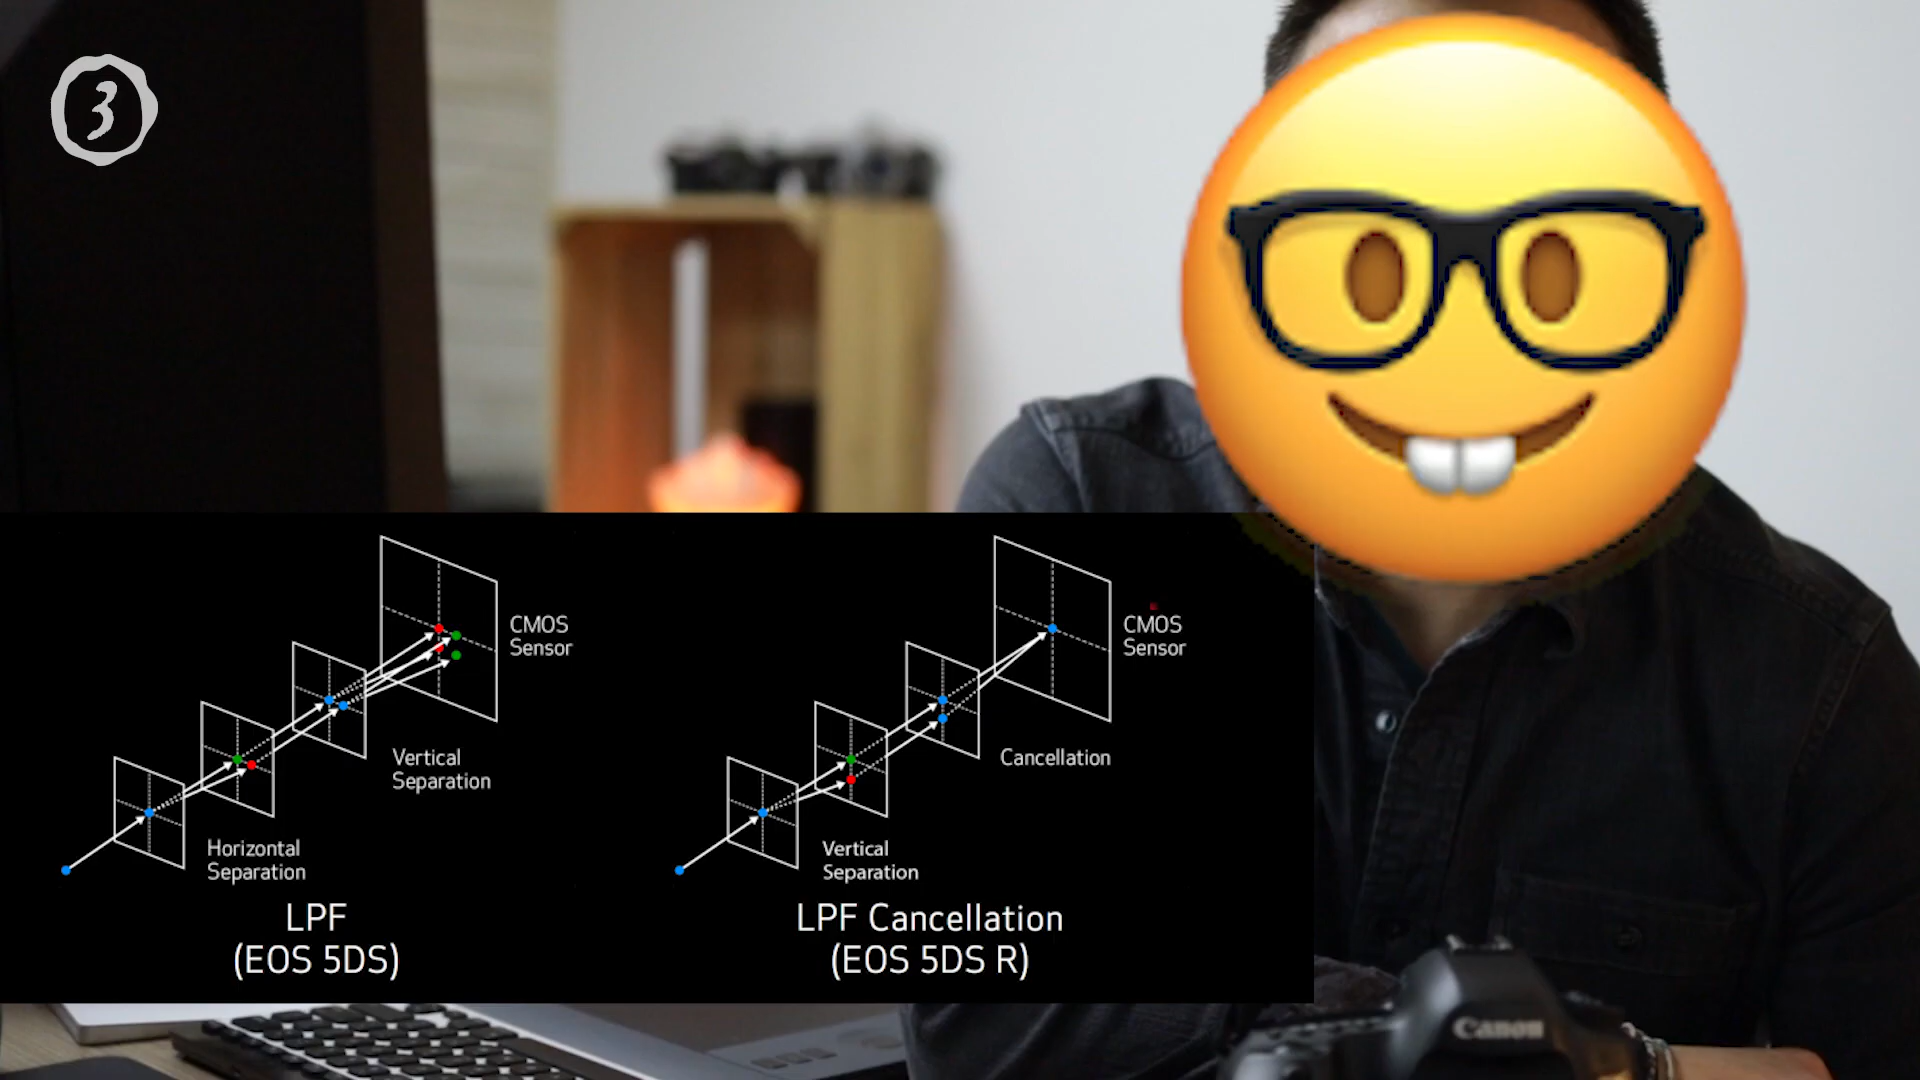 3
CMOS
Sensor
Vertical
Separation
Horizontal
Separation
LPF
(EOS 5DS)
CMOS
Sensor
Cancellation
Vertical
Separation
LPF Cancellation
(EOS 5DS R)
Canon